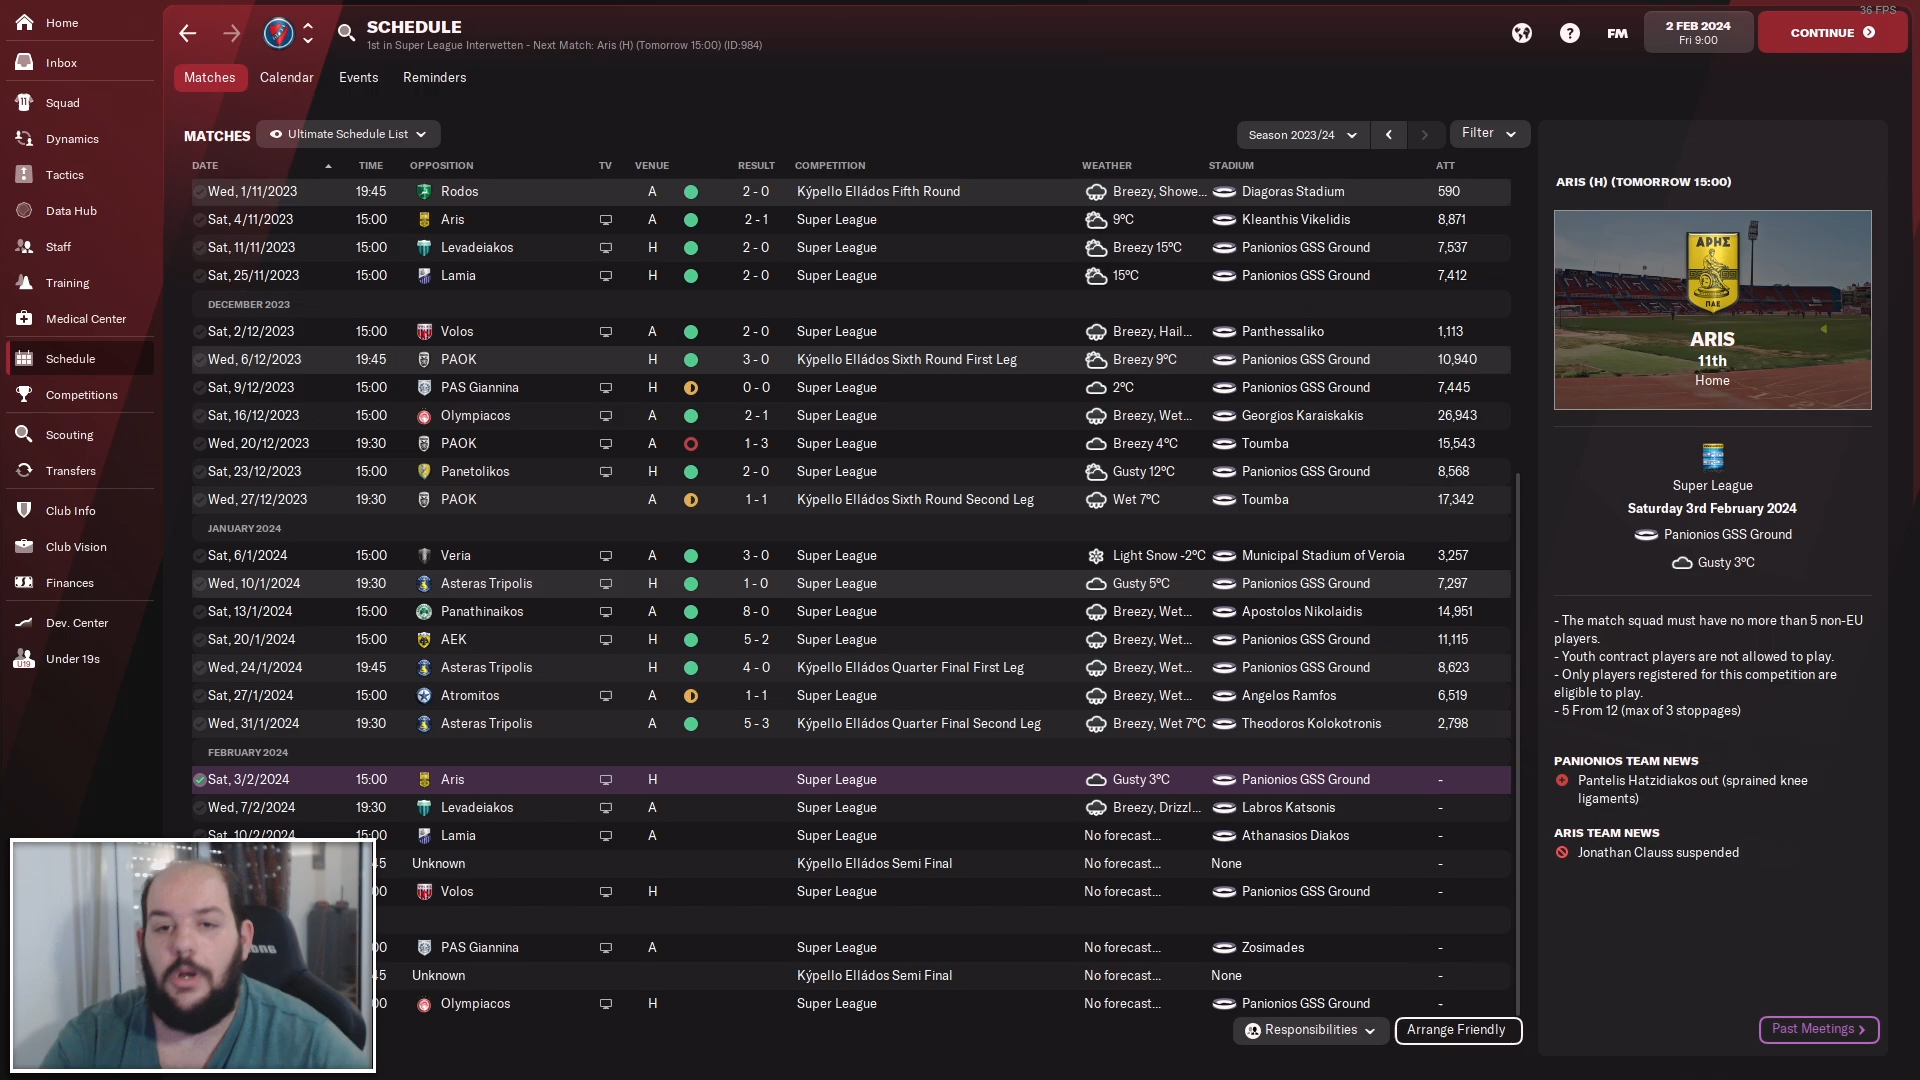 36 FPS
Home
Inbox
Squad
Dynamics
Tactics
Data Hub
Staff
Training
Medical Center
Schedule
Competitions
Scouting
Transfers
Club Info
Club Vision
Finances
Dev. Center
Under 19s
SCHEDULE
1st in Super League Interwetten - Next Match: Aris (H) (Tomorrow 15:00) (ID:984)
FM
2 FEB 2024
Fri 9:00
CONTINUE
Matches Calendar Events Reminders
MATCHES Ultimate Schedule List Season 2023/24 Filter
DATE TIME OPPOSITION TV VENUE RESULT COMPETITION WEATHER STADIUM ATT
Wed, 1/11/2023 19:45 Rodos A 2 - 0 Kýpello Elládos Fifth Round Breezy, Showe... Diagoras Stadium 590
Sat, 4/11/2023 15:00 Aris A 2 - 1 Super League 9ºC Kleanthis Vikelidis 8,871
Sat, 11/11/2023 15:00 Levadeiakos H 2 - 0 Super League Breezy 15ºC Panionios GSS Ground 7,537
Sat, 25/11/2023 15:00 Lamia H 2 - 0 Super League 15ºC Panionios GSS Ground 7,412
DECEMBER 2023
Sat, 2/12/2023 15:00 Volos A 2 - 0 Super League Breezy, Hail... Panthessaliko 1,113
Wed, 6/12/2023 19:45 PAOK H 3 - 0 Kýpello Elládos Sixth Round First Leg Breezy 9ºC Panionios GSS Ground 10,940
Sat, 9/12/2023 15:00 PAS Giannina H 0 - 0 Super League 2ºC Panionios GSS Ground 7,445
Sat, 16/12/2023 15:00 Olympiacos A 2 - 1 Super League Breezy, Wet... Georgios Karaiskakis 26,943
Wed, 20/12/2023 19:30 PAOK A 1 - 3 Super League Breezy 4ºC Toumba 15,543
Sat, 23/12/2023 15:00 Panetolikos H 2 - 0 Super League Gusty 12ºC Panionios GSS Ground 8,568
Wed, 27/12/2023 19:30 PAOK A 1 - 1 Kýpello Elládos Sixth Round Second Leg Wet 7ºC Toumba 17,342
JANUARY 2024
Sat, 6/1/2024 15:00 Veria A 3 - 0 Super League Light Snow -2ºC Municipal Stadium of Veroia 3,257
Wed, 10/1/2024 19:30 Asteras Tripolis H 1 - 0 Super League Gusty 5ºC Panionios GSS Ground 7,297
Sat, 13/1/2024 15:00 Panathinaikos A 8 - 0 Super League Breezy, Wet... Apostolos Nikolaidis 14,951
Sat, 20/1/2024 15:00 AEK H 5 - 2 Super League Breezy, Wet... Panionios GSS Ground 11,115
Wed, 24/1/2024 19:45 Asteras Tripolis H 4 - 0 Kýpello Elládos Quarter Final First Leg Breezy, Wet... Panionios GSS Ground 8,623
Sat, 27/1/2024 15:00 Atromitos A 1 - 1 Super League Breezy, Wet... Angelos Ramfos 6,519
Wed, 31/1/2024 19:30 Asteras Tripolis A 5 - 3 Kýpello Elládos Quarter Final Second Leg Breezy, Wet 7ºC Theodoros Kolokotronis 2,798
FEBRUARY 2024
Sat, 3/2/2024 15:00 Aris H Super League Gusty 3ºC Panionios GSS Ground -
Wed, 7/2/2024 19:30 Levadeiakos A Super League Breezy, Drizzl... Labros Katsonis -
Sat, 10/2/2024 15:00 Lamia A Super League No forecast... Athanasios Diakos -
45 Unknown Kýpello Elládos Semi Final No forecast... None -
00 Volos H Super League No forecast... Panionios GSS Ground -
00 PAS Giannina A Super League No forecast... Zosimades -
45 Unknown Kýpello Elládos Semi Final No forecast... None -
00 Olympiacos H Super League No forecast... Panionios GSS Ground -
Responsibilities Arrange Friendly
ARIS (H) (TOMORROW 15:00)
ΑΡΗΣ
ΠΑΕ
ARIS
11th
Home
Super League
Saturday 3rd February 2024
Panionios GSS Ground
Gusty 3ºC
- The match squad must have no more than 5 non-EU
players.
- Youth contract players are not allowed to play.
- Only players registered for this competition are
eligible to play.
- 5 From 12 (max of 3 stoppages)
PANIONIOS TEAM NEWS
Pantelis Hatzidiakos out (sprained knee
ligaments)
ARIS TEAM NEWS
Jonathan Clauss suspended
Past Meetings